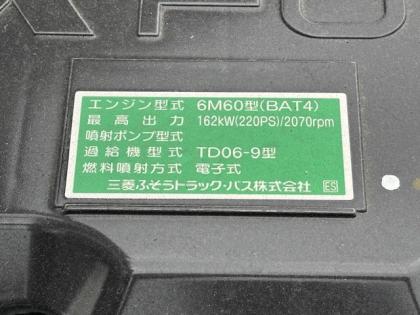 エンジン型式 6M60型(BAT4)
最高出力 162kW(220PS)/2070rpm
噴射ポンプ型式
過給機型式 TD06-9型
燃料噴射方式 電子式
三菱ふそうトラック・バス株式会社 ES